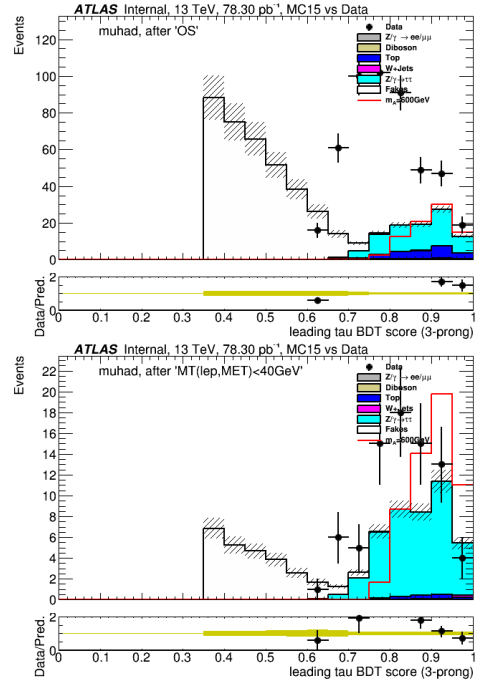 ATLAS Internal, 13 TeV, 78.30 pb⁻¹, MC15 vs Data
Events
muhad, after 'OS'
Data
Z/γ → ee/μμ
Diboson
Top
W+Jets
Z/γ→ττ
Fakes
m_A=600GeV
120
100
80
60
40
20
0
Data/Pred.
2
0
0 0.1 0.2 0.3 0.4 0.5 0.6 0.7 0.8 0.9 1
leading tau BDT score (3-prong)
ATLAS Internal, 13 TeV, 78.30 pb⁻¹, MC15 vs Data
Events
muhad, after 'MT(lep,MET)<40GeV'
Data
Z/γ → ee/μμ
Diboson
Top
W+Jets
Z/γ→ττ
Fakes
m_A=600GeV
22
20
18
16
14
12
10
8
6
4
2
0
Data/Pred.
2
0
0 0.1 0.2 0.3 0.4 0.5 0.6 0.7 0.8 0.9 1
leading tau BDT score (3-prong)